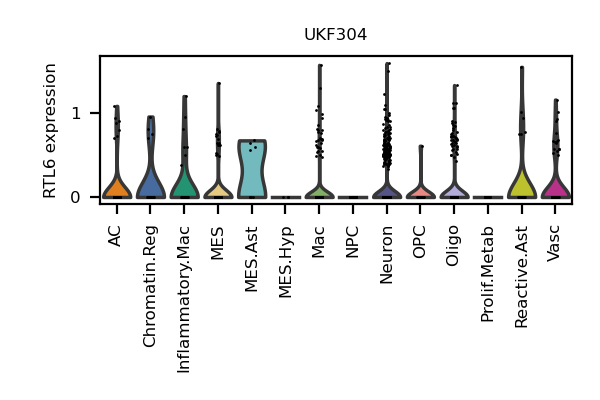 UKF304
RTL6 expression
1
0
AC
Chromatin.Reg
Inflammatory.Mac
MES
MES.Ast
MES.Hyp
Mac
NPC
Neuron
OPC
Oligo
Prolif.Metab
Reactive.Ast
Vasc